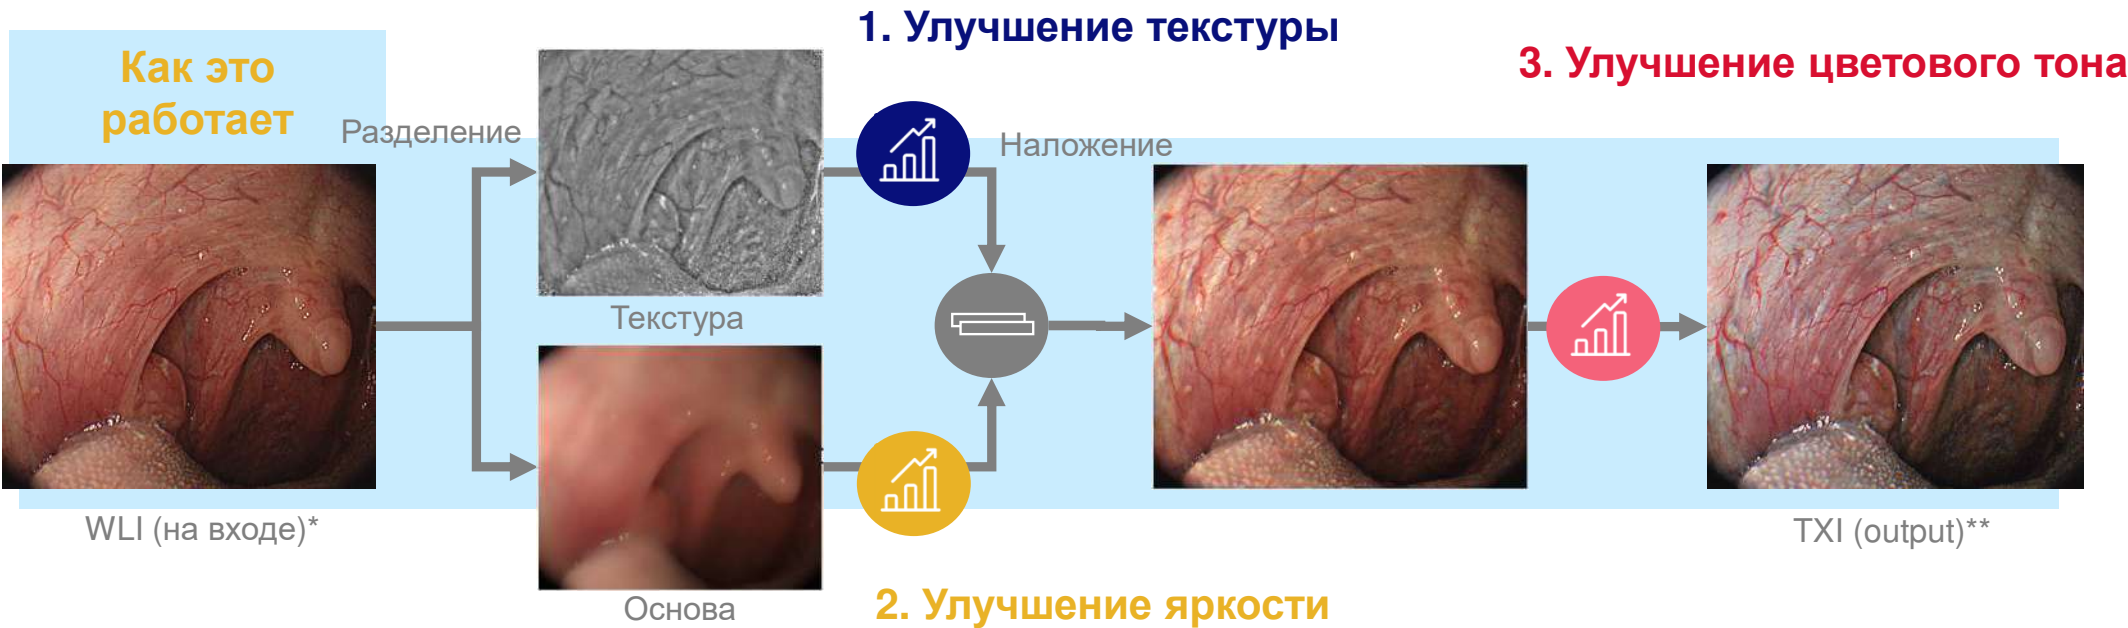 Как это
работает
1. Улучшение текстуры
3. Улучшение цветового тона
Разделение
Наложение
Текстура
WLI (на входе)*
TXI (output)**
Основа
2. Улучшение яркости